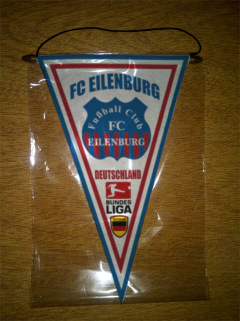 FC EILENBURG
Fußball Club
FC
EILENBURG
DEUTSCHLAND
BUNDES
LIGA